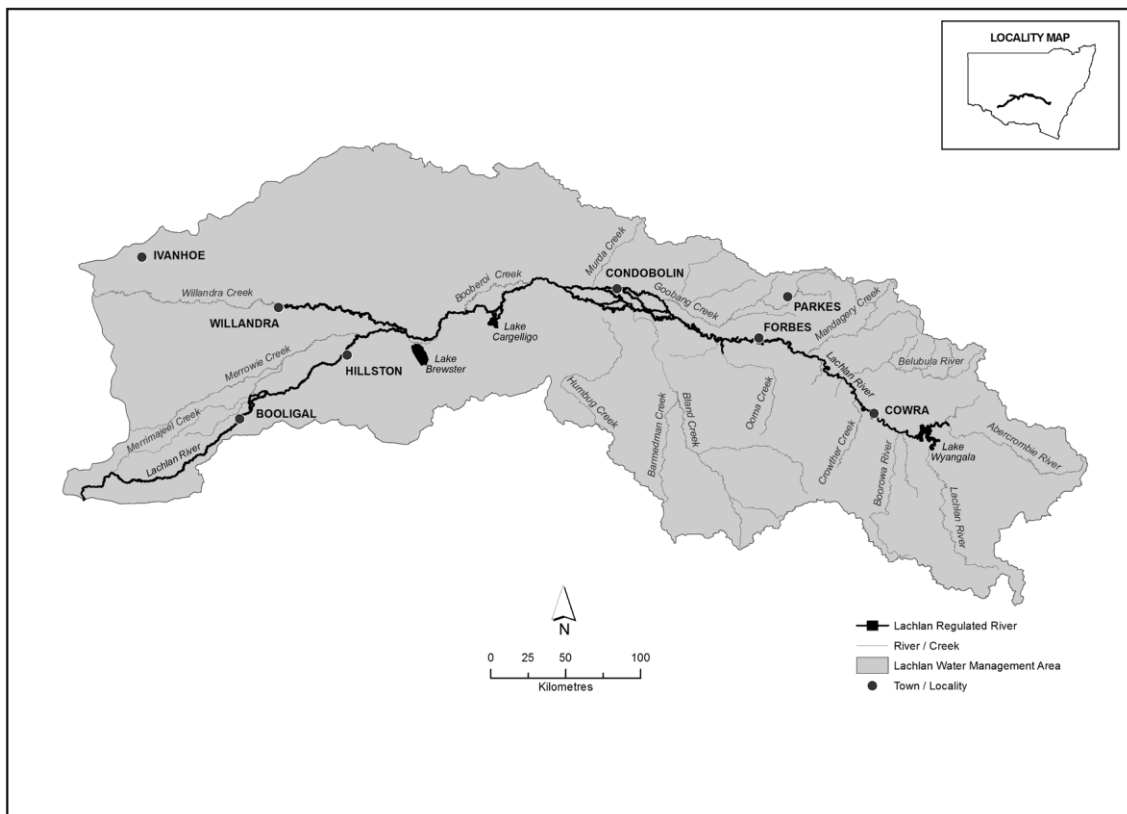 LOCALITY MAP
IVANHOE
Willandra Creek
WILLANDRA
Booberoi Creek
Murda Creek
CONDOBOLIN
Goobang Creek
PARKES
Mandagery Creek
FORBES
Lake
Cargelligo
Lake
Brewster
Merrowie Creek
HILLSTON
Merrimajeel Creek
BOOLIGAL
Lachlan River
Humbug Creek
Barmedman Creek
Bland Creek
Ooma Creek
Lachlan River
Belubula River
COWRA
Crowther Creek
Boorowa River
Lake
Wyangala
Abercrombie River
Lachlan River
N
0 25 50 100
Kilometres
Lachlan Regulated River
River / Creek
Lachlan Water Management Area
Town / Locality